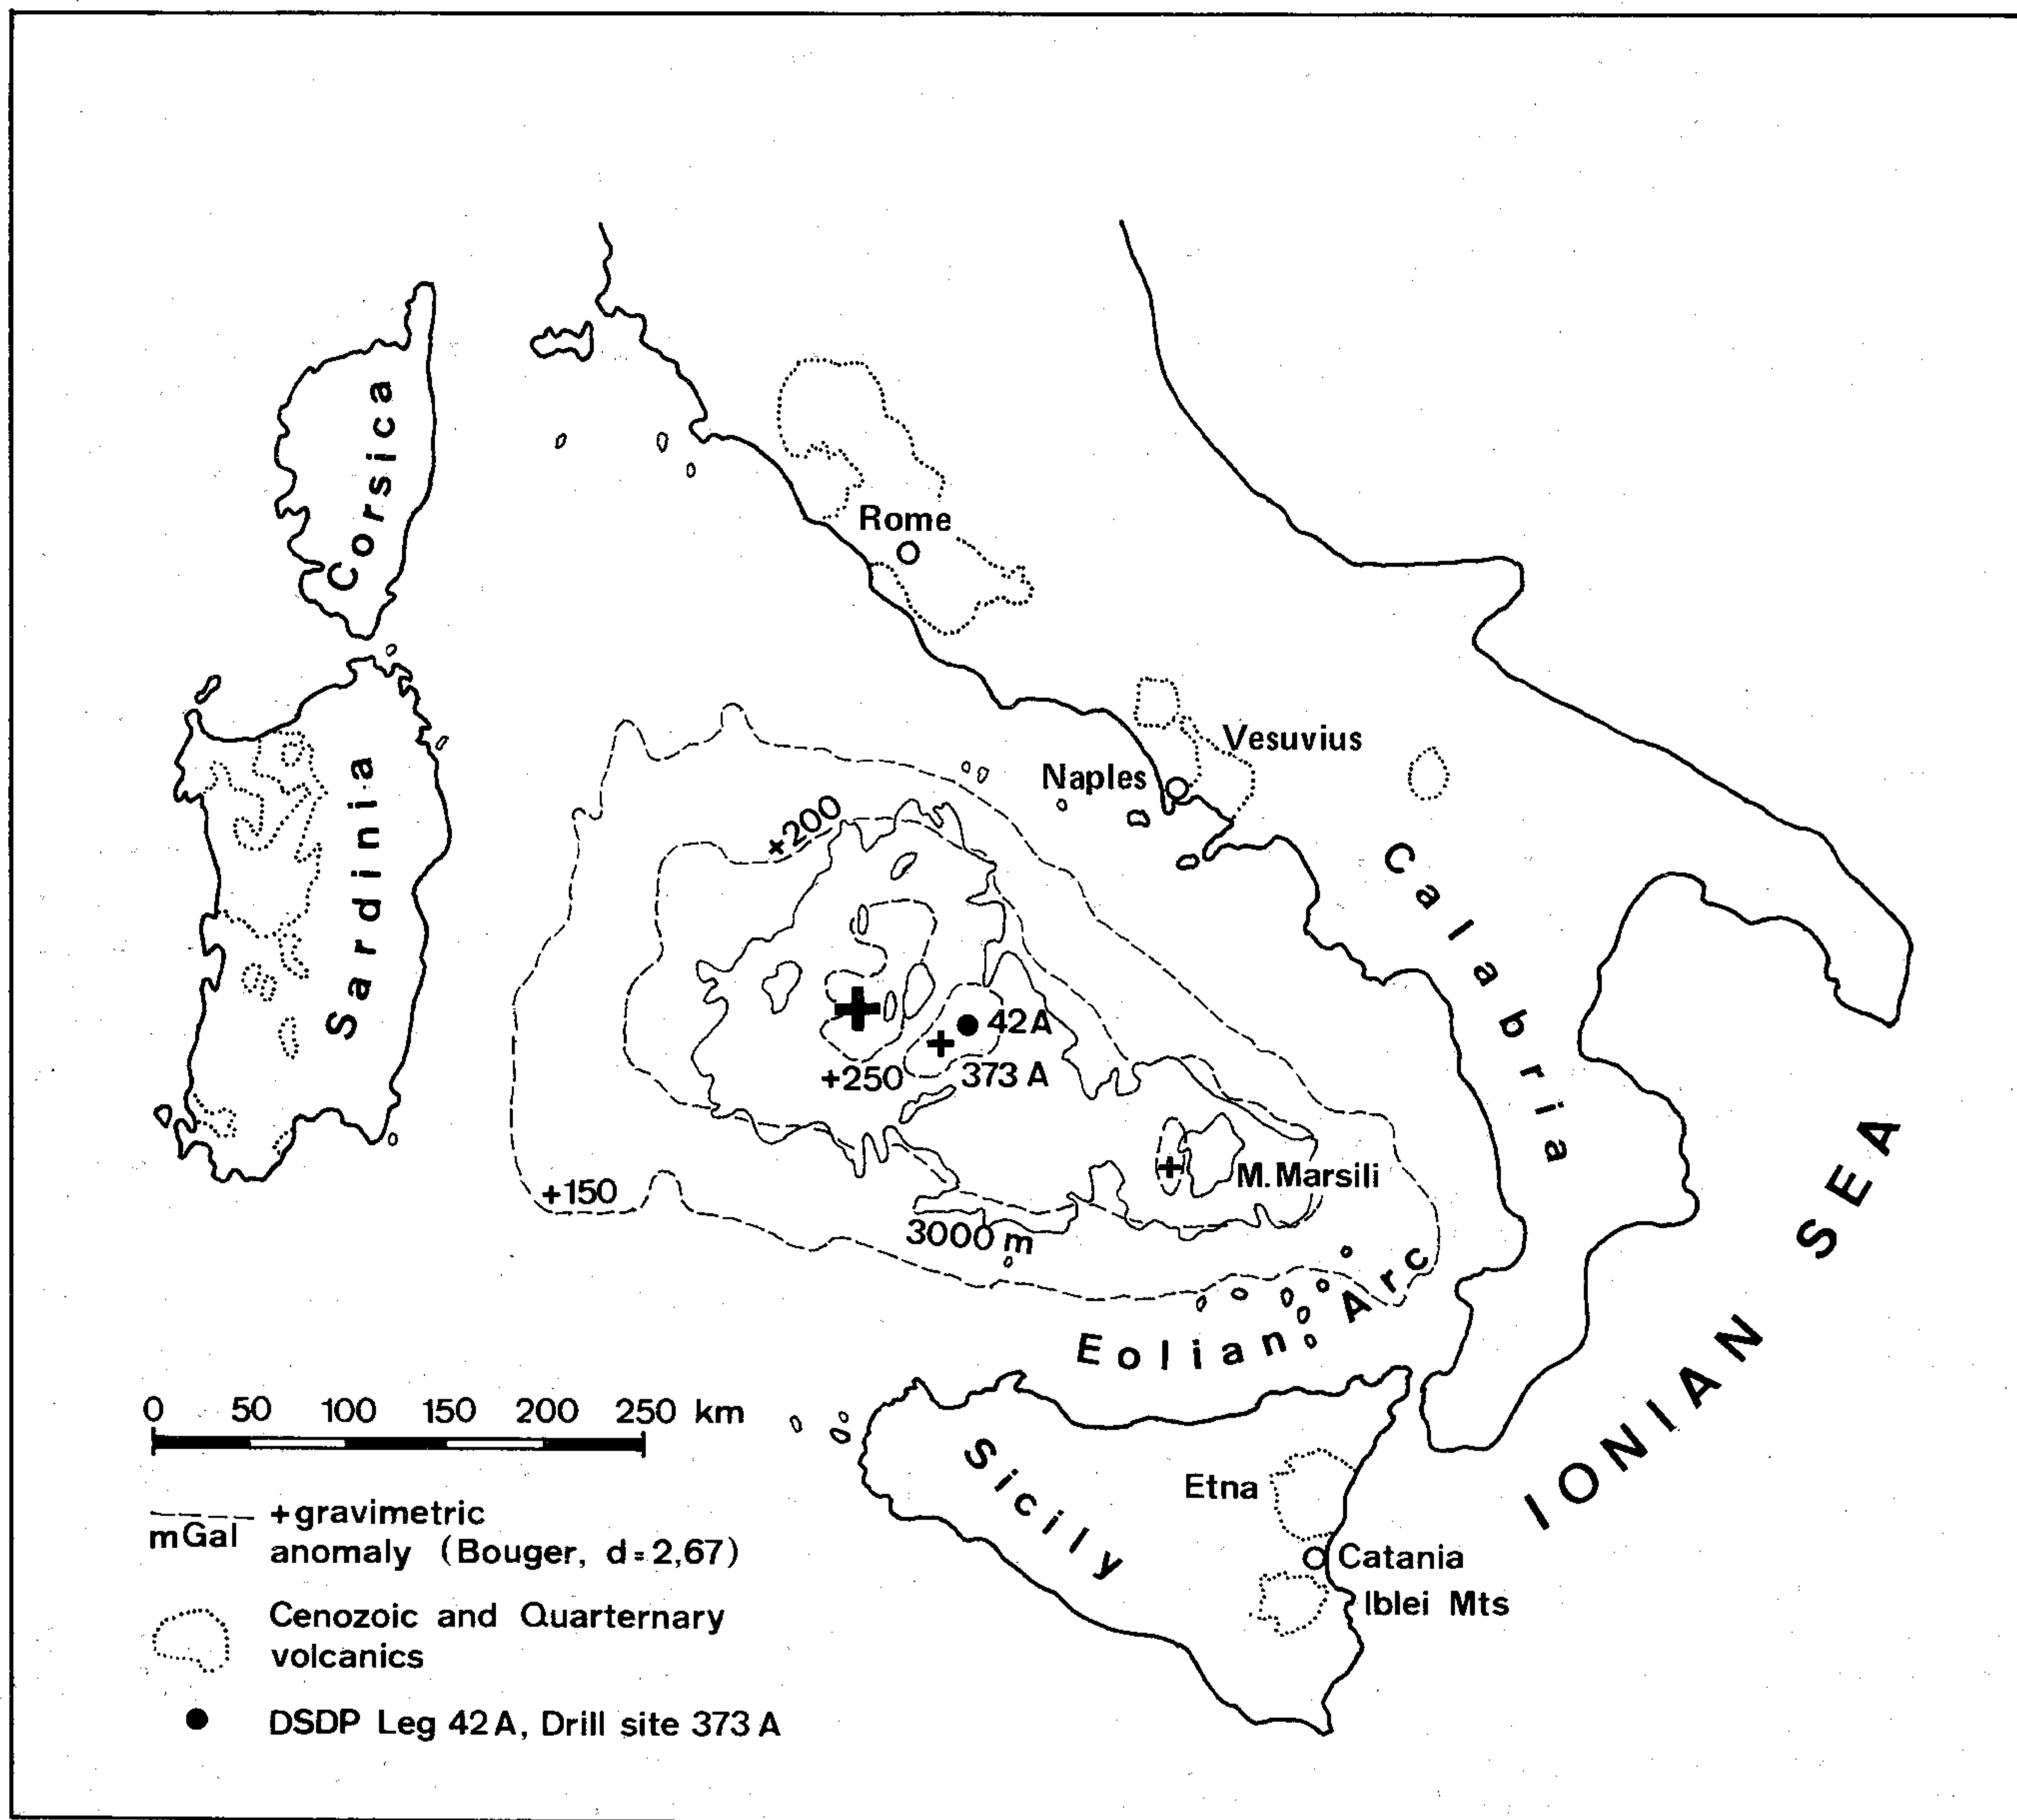 Corsica
Rome
Sardinia
Vesuvius
Naples
+200
Calabria
42A
+250
373 A
M. Marsili
+150
3000 m
Eolian Arc
IONIAN SEA
0 50 100 150 200 250 km
Sicily
Etna
Catania
Iblei Mts
+gravimetric
mGal
anomaly (Bouger, d=2,67)
Cenozoic and Quarternary
volcanics
DSDP Leg 42A, Drill site 373 A